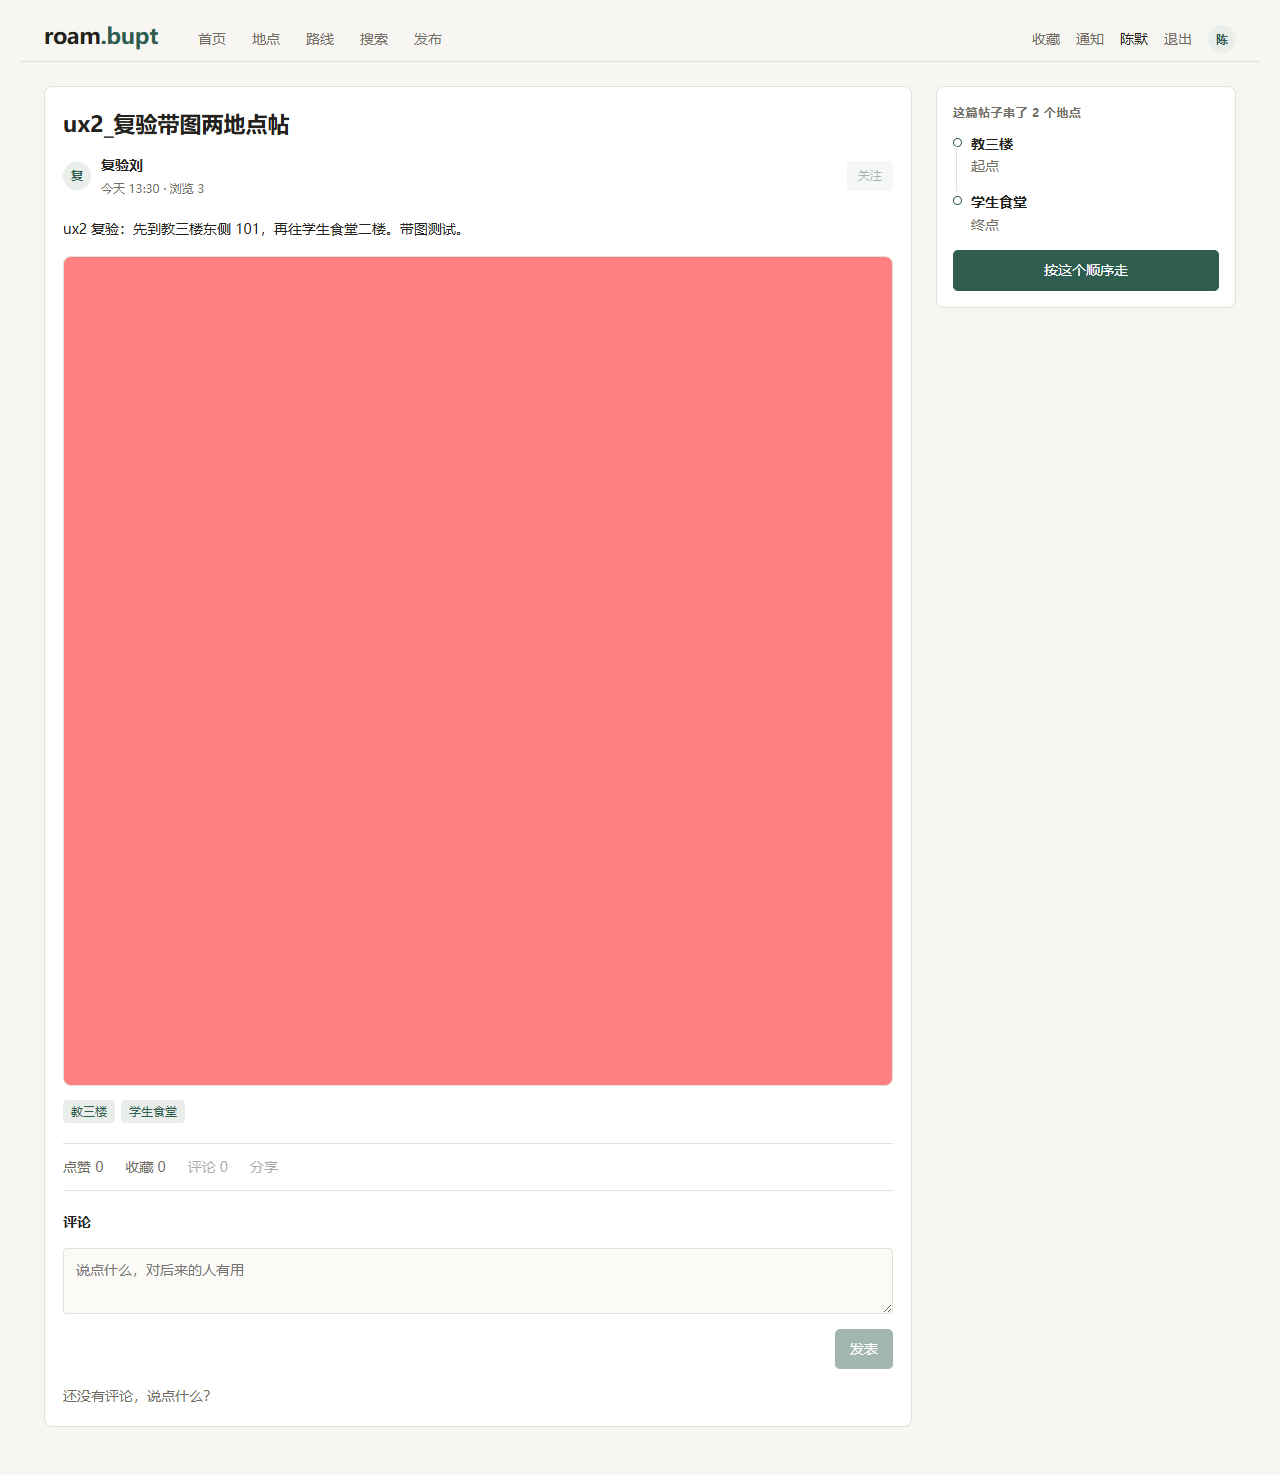 roam.bupt 首页 地点 路线 搜索 发布 收藏 通知 陈默 退出 陈
ux2_复验带图两地点帖
复 复验刘
今天 13:30 · 浏览 3
关注
ux2 复验：先到教三楼东侧 101，再往学生食堂二楼。带图测试。
教三楼 学生食堂
点赞 0 收藏 0 评论 0 分享
评论
说点什么，对后来的人有用
发表
还没有评论，说点什么？
这篇帖子串了 2 个地点
教三楼
起点
学生食堂
终点
按这个顺序走